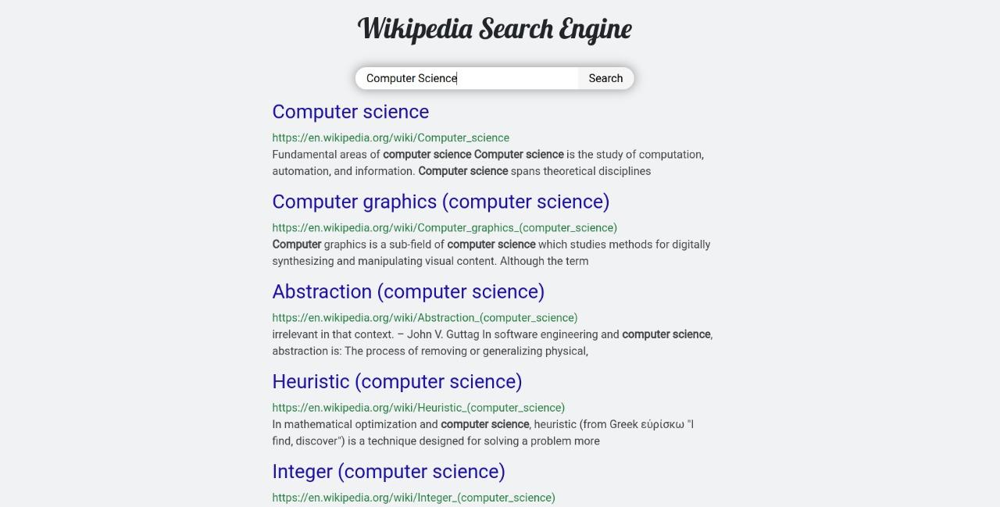 Wikipedia Search Engine
Computer Science
Search
Computer science
https://en.wikipedia.org/wiki/Computer_science
Fundamental areas of computer science Computer science is the study of computation,
automation, and information. Computer science spans theoretical disciplines
Computer graphics (computer science)
https://en.wikipedia.org/wiki/Computer_graphics_(computer_science)
Computer graphics is a sub-field of computer science which studies methods for digitally
synthesizing and manipulating visual content. Although the term
Abstraction (computer science)
https://en.wikipedia.org/wiki/Abstraction_(computer_science)
irrelevant in that context. – John V. Guttag In software engineering and computer science,
abstraction is: The process of removing or generalizing physical,
Heuristic (computer science)
https://en.wikipedia.org/wiki/Heuristic_(computer_science)
In mathematical optimization and computer science, heuristic (from Greek εὑρίσκω "I
find, discover") is a technique designed for solving a problem more
Integer (computer science)
https://en.wikipedia.org/wiki/Integer_(computer_science)